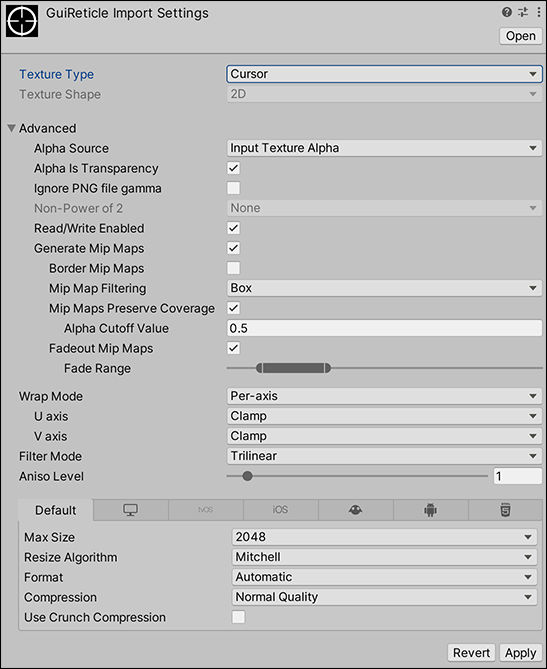 GuiReticle Import Settings
Open
Texture Type Cursor
Texture Shape 2D
Advanced
Alpha Source Input Texture Alpha
Alpha Is Transparency
Ignore PNG file gamma
Non-Power of 2 None
Read/Write Enabled
Generate Mip Maps
Border Mip Maps
Mip Map Filtering Box
Mip Maps Preserve Coverage
Alpha Cutoff Value 0.5
Fadeout Mip Maps
Fade Range
Wrap Mode Per-axis
U axis Clamp
V axis Clamp
Filter Mode Trilinear
Aniso Level 1
Default tvOS iOS
Max Size 2048
Resize Algorithm Mitchell
Format Automatic
Compression Normal Quality
Use Crunch Compression
Revert Apply